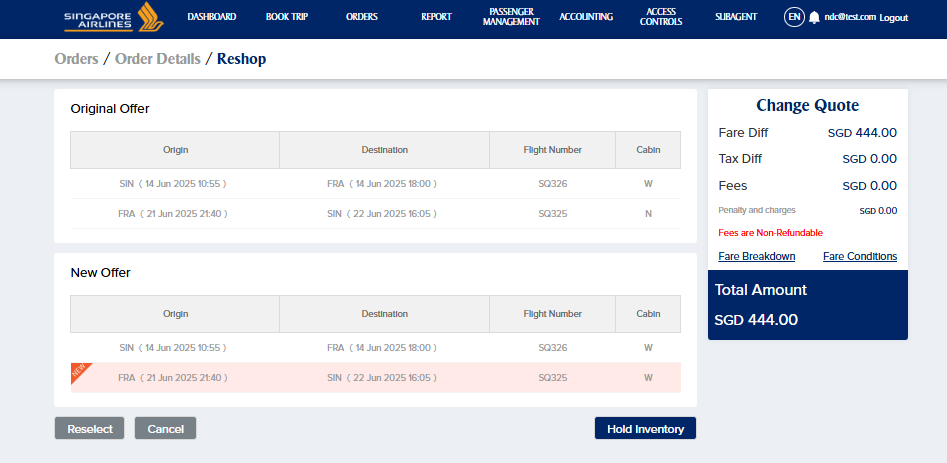 SINGAPORE AIRLINES
DASHBOARD BOOK TRIP ORDERS REPORT PASSENGER MANAGEMENT ACCOUNTING ACCESS CONTROLS SUBAGENT EN ndc@test.com Logout
Orders / Order Details / Reshop
Original Offer
Origin Destination Flight Number Cabin
SIN ( 14 Jun 2025 10:55 ) FRA ( 14 Jun 2025 18:00 ) SQ326 W
FRA ( 21 Jun 2025 21:40 ) SIN ( 22 Jun 2025 16:05 ) SQ325 N
New Offer
Origin Destination Flight Number Cabin
SIN ( 14 Jun 2025 10:55 ) FRA ( 14 Jun 2025 18:00 ) SQ326 W
NEW FRA ( 21 Jun 2025 21:40 ) SIN ( 22 Jun 2025 16:05 ) SQ325 W
Reselect Cancel Hold Inventory
Change Quote
Fare Diff SGD 444.00
Tax Diff SGD 0.00
Fees SGD 0.00
Penalty and charges SGD 0.00
Fees are Non-Refundable
Fare Breakdown Fare Conditions
Total Amount
SGD 444.00